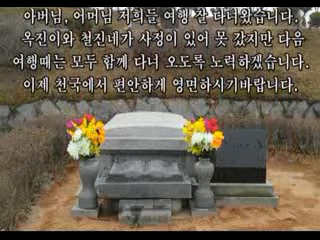 아버님, 어머님 저희들 여행 잘 다녀왔습니다.
옥진이와 철진네가 사정이 있어 못 갔지만 다음
여행때는 모두 함께 다녀 오도록 노력하겠습니다.
이제 천국에서 편안하게 영면하시기바랍니다.